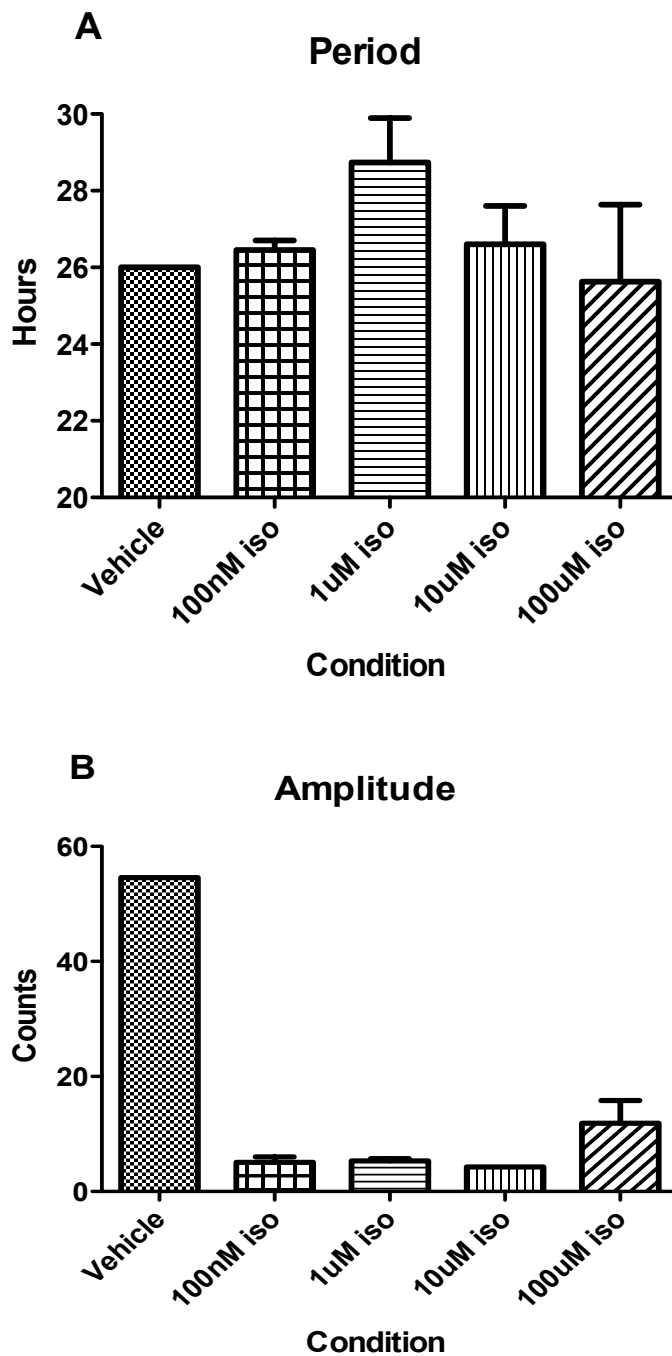 A
Period
30
28
26
24
22
20
Hours
Vehicle
100nM iso
1uM iso
10uM iso
100uM iso
Condition
B
Amplitude
60
40
20
0
Counts
Vehicle
100nM iso
1uM iso
10uM iso
100uM iso
Condition